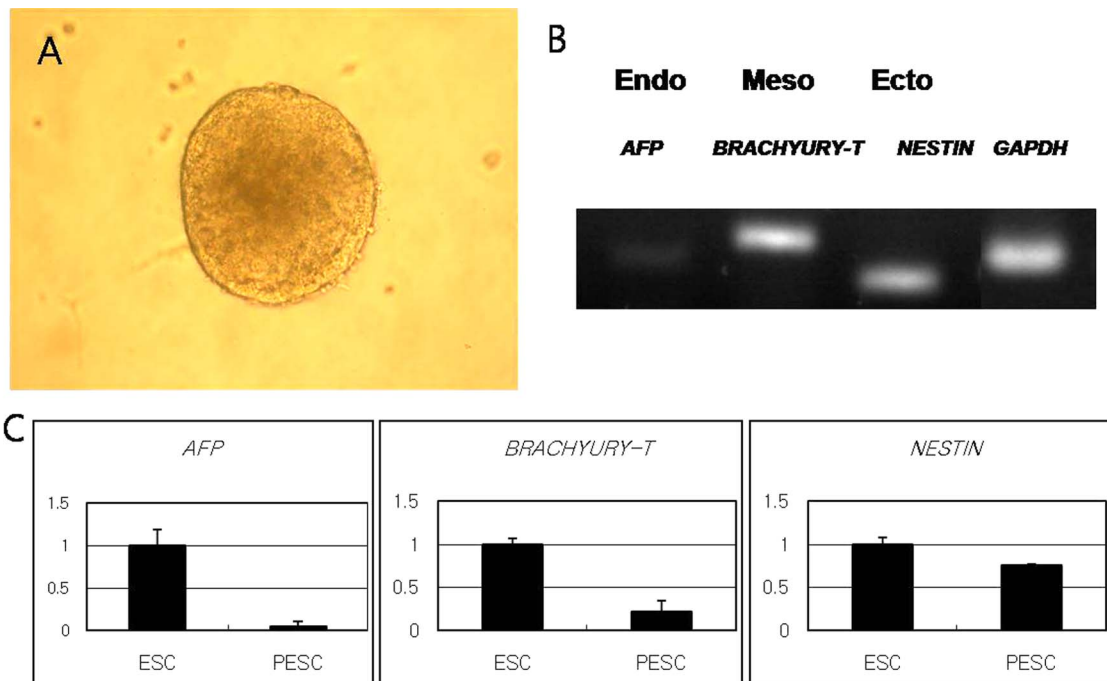 A
B
Endo Meso Ecto
AFP BRACHYURY-T NESTIN GAPDH
C
AFP
1.5
1
0.5
0
ESC PESC
BRACHYURY-T
1.5
1
0.5
0
ESC PESC
NESTIN
1.5
1
0.5
0
ESC PESC